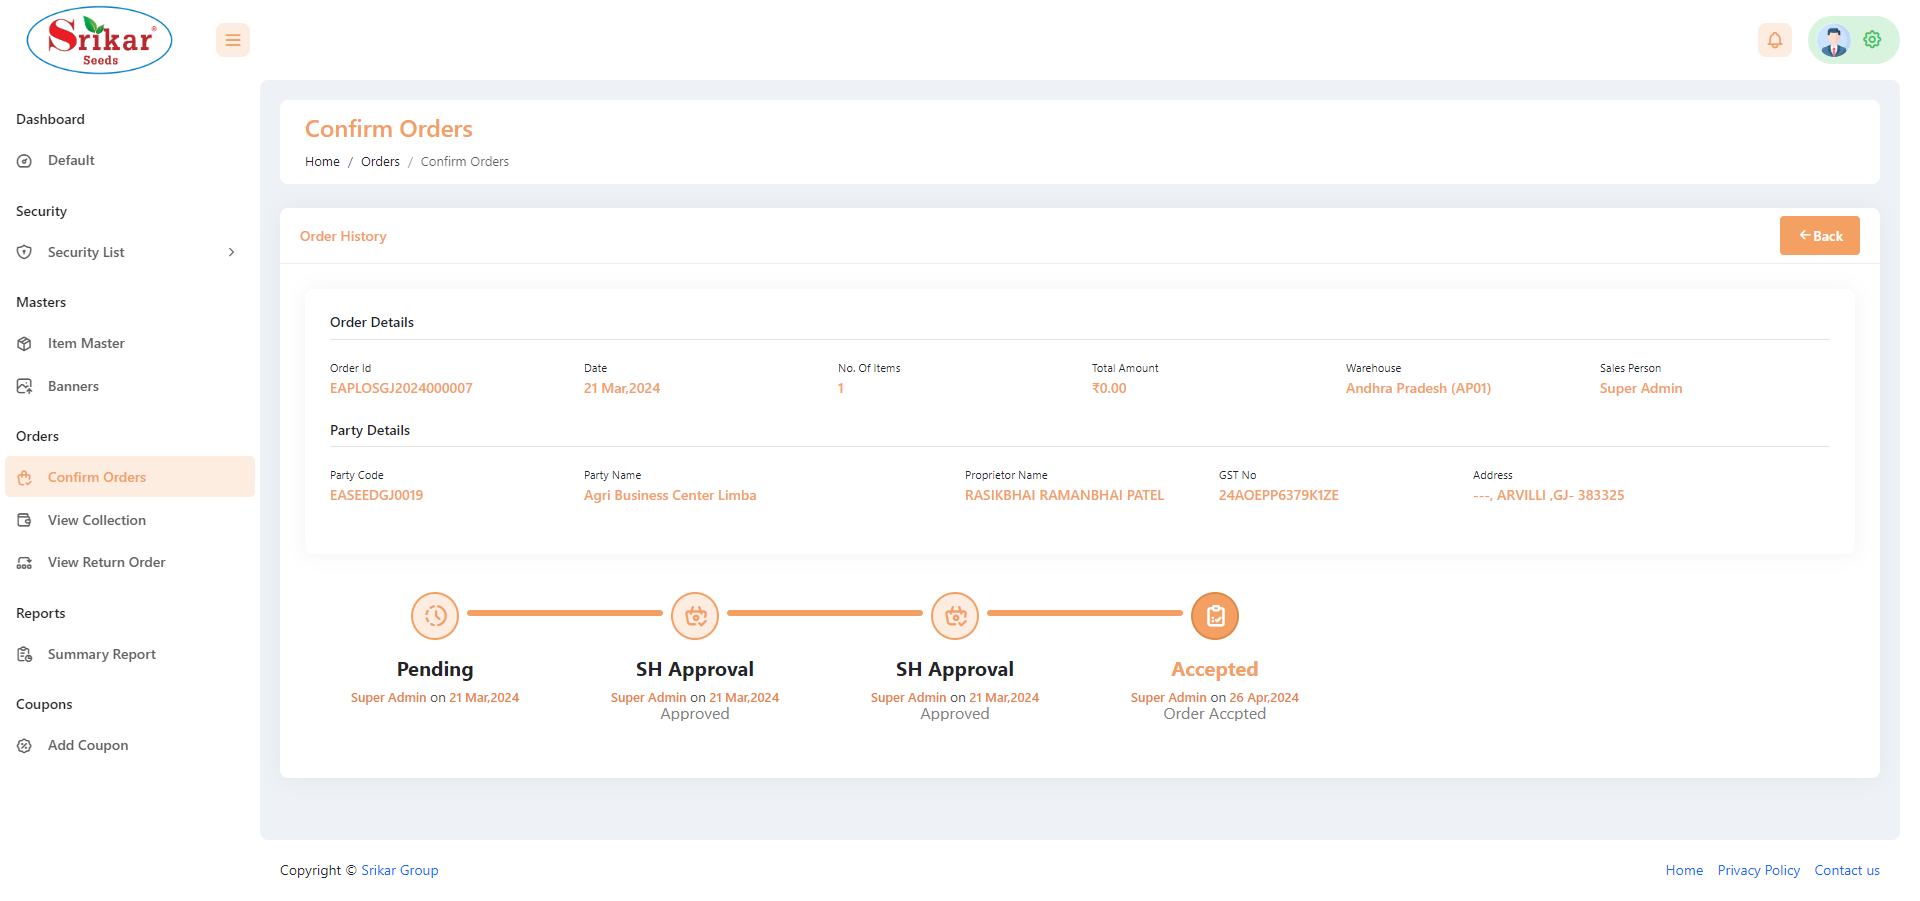 Srikar®
Seeds
Dashboard
Default
Security
Security List
Masters
Item Master
Banners
Orders
Confirm Orders
View Collection
View Return Order
Reports
Summary Report
Coupons
Add Coupon
Confirm Orders
Home / Orders / Confirm Orders
Order History
Back
Order Details
Order Id Date No. Of Items Total Amount Warehouse Sales Person
EAPLOSGJ2024000007 21 Mar,2024 1 ₹0.00 Andhra Pradesh (AP01) Super Admin
Party Details
Party Code Party Name Proprietor Name GST No Address
EASEEDGJ0019 Agri Business Center Limba RASIKBHAI RAMANBHAI PATEL 24AOEPP6379K1ZE ---, ARVILLI ,GJ- 383325
Pending SH Approval SH Approval Accepted
Super Admin on 21 Mar,2024 Super Admin on 21 Mar,2024 Super Admin on 21 Mar,2024 Super Admin on 26 Apr,2024
Approved Approved Order Accpted
Copyright © Srikar Group Home Privacy Policy Contact us